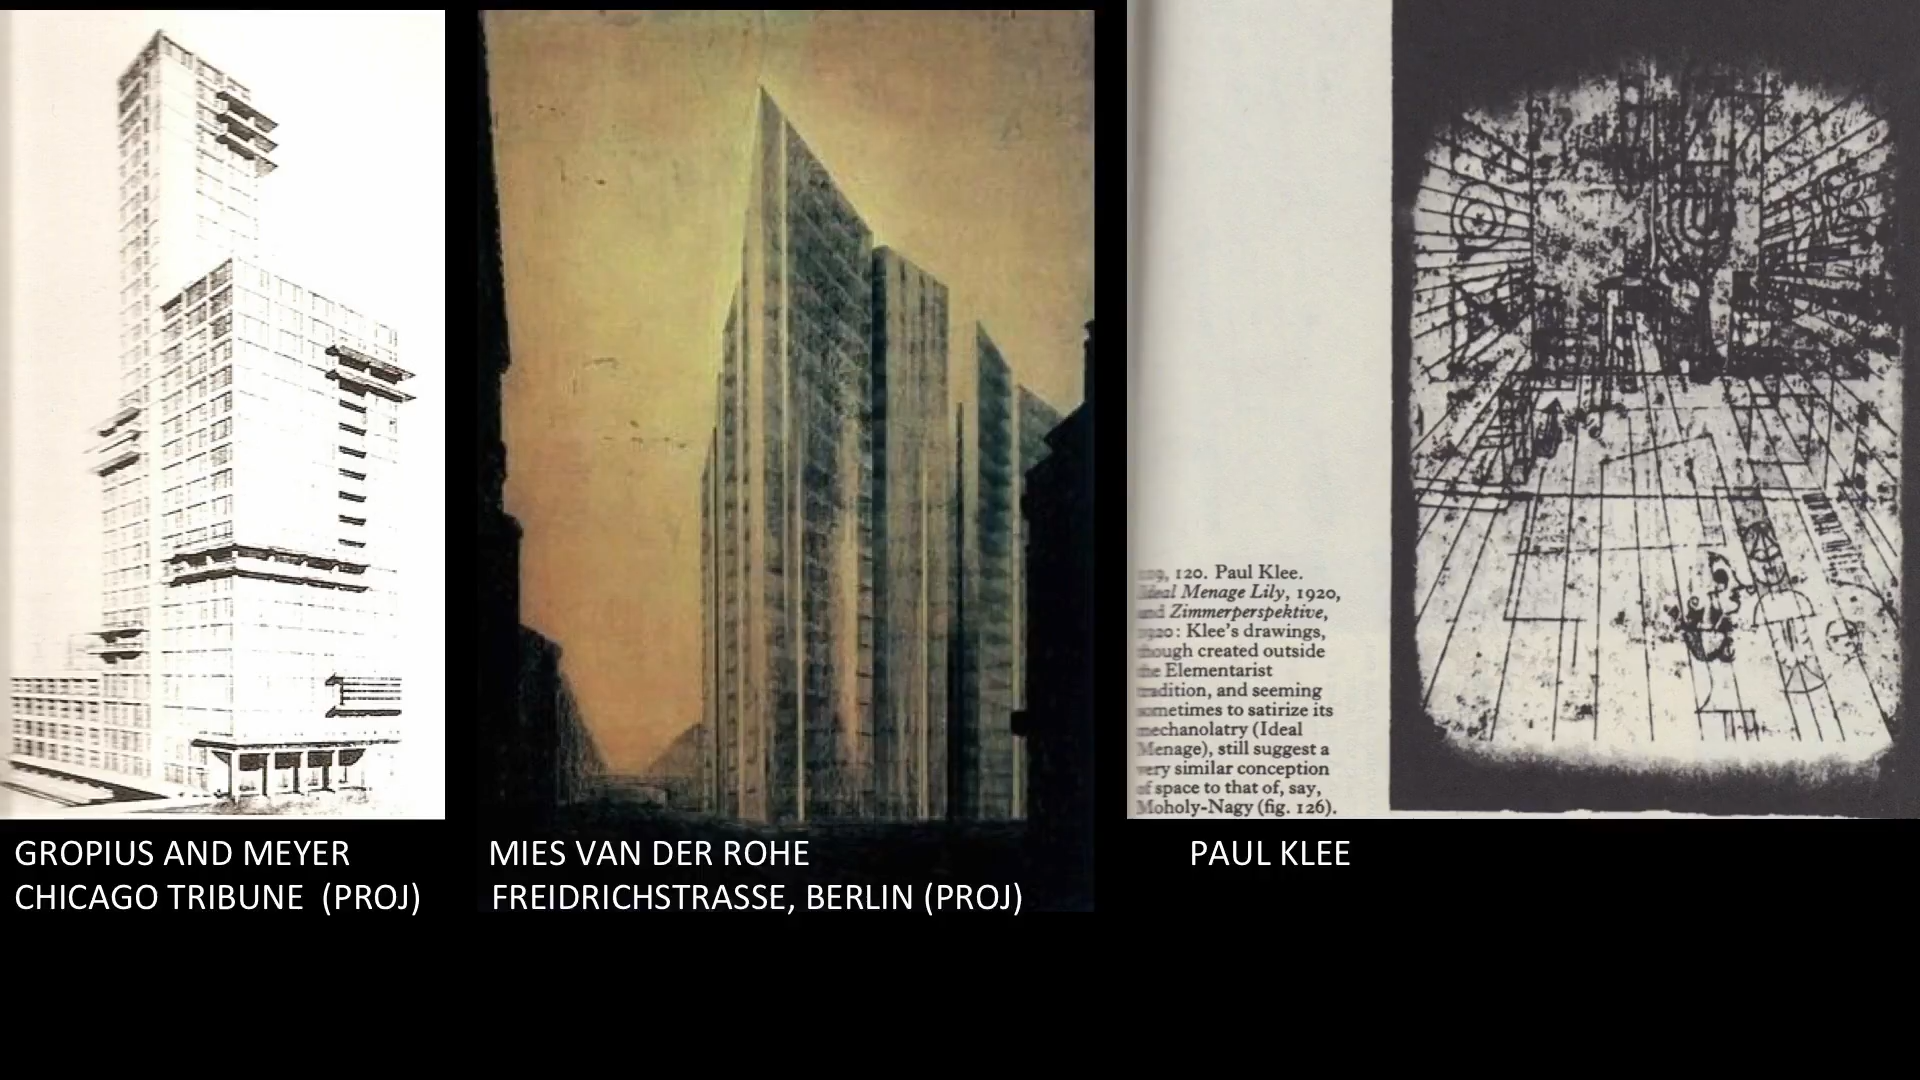 GROPIUS AND MEYER
CHICAGO TRIBUNE (PROJ)
MIES VAN DER ROHE
FREIDRICHSTRASSE, BERLIN (PROJ)
120. Paul Klee.
Menage Lily, 1920,
Zimmerperspektive,
: Klee's drawings,
created outside
Elementarist
and seeming
sometimes to satirize its
mechanolatry (Ideal
Menage), still suggest a
very similar conception
of space to that of, say,
Moholy-Nagy (fig. 126).
PAUL KLEE